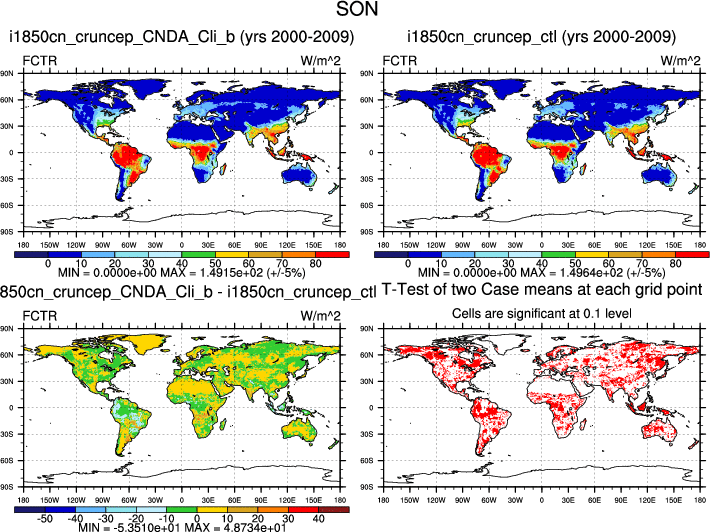 SON
i1850cn_cruncep_CNDA_Cli_b (yrs 2000-2009)
FCTR W/m^2
90N
60N
30N
0
30S
60S
90S
180 150W 120W 90W 60W 30W 0 30E 60E 90E 120E 150E 180
0 10 20 30 40 50 60 70 80
MIN = 0.0000e+00 MAX = 1.4915e+02 (+/-5%)
i1850cn_cruncep_ctl (yrs 2000-2009)
FCTR W/m^2
90N
60N
30N
0
30S
60S
90S
180 150W 120W 90W 60W 30W 0 30E 60E 90E 120E 150E 180
0 10 20 30 40 50 60 70 80
MIN = 0.0000e+00 MAX = 1.4964e+02 (+/-5%)
850cn_cruncep_CNDA_Cli_b - i1850cn_cruncep_ctl
FCTR W/m^2
90N
60N
30N
0
30S
60S
90S
180 150W 120W 90W 60W 30W 0 30E 60E 90E 120E 150E 180
-50 -40 -30 -20 -10 0 10 20 30 40
MIN = -5.3510e+01 MAX = 4.8734e+01
T-Test of two Case means at each grid point
Cells are significant at 0.1 level
90N
60N
30N
0
30S
60S
90S
180 150W 120W 90W 60W 30W 0 30E 60E 90E 120E 150E 180